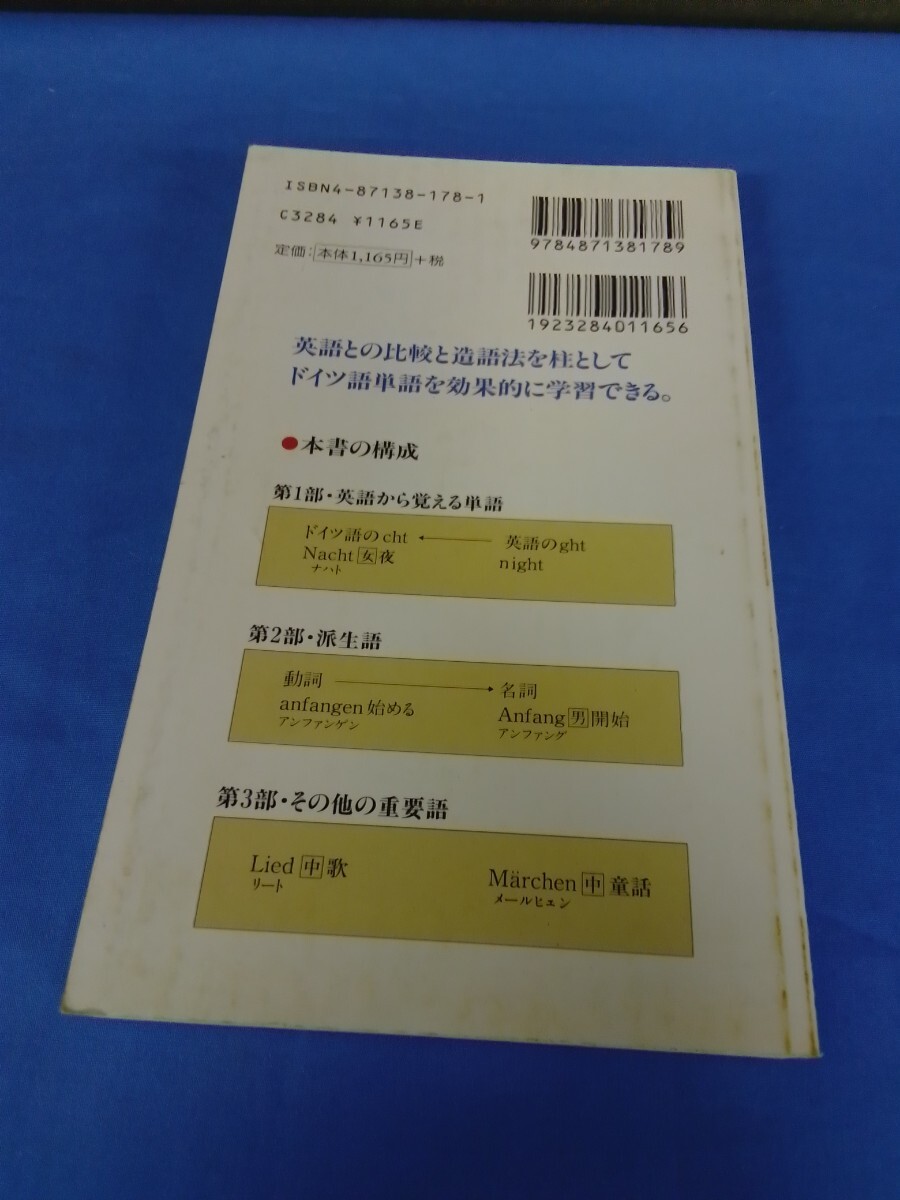 ISBN4-87138-178-1
C3284 ¥1165E
定価:本体1,165円+税
9784871381789
1923284011656
英語との比較と造語法を柱として
ドイツ語単語を効果的に学習できる。
●本書の構成
第1部・英語から覚える単語
ドイツ語のcht ← 英語のght
Nacht 女 夜 night
ナハト
第2部・派生語
動詞 → 名詞
anfangen 始める Anfang 男 開始
アンファンゲン アンファング
第3部・その他の重要語
Lied 中 歌 Märchen 中 童話
リート メールヒェン